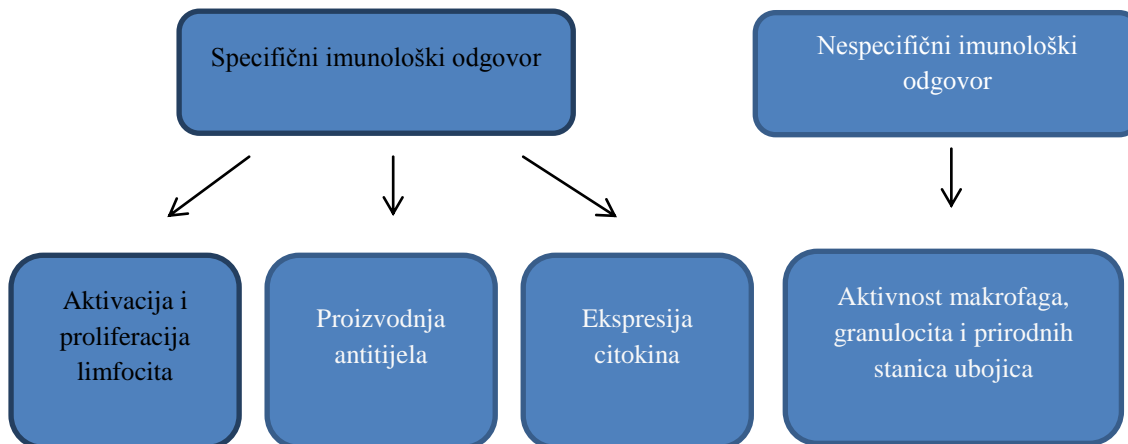 Specifični imunološki odgovor
Nespecifični imunološki
odgovor
Aktivacija i
proliferacija
limfocita
Proizvodnja
antitijela
Ekspresija
citokina
Aktivnost makrofaga,
granulocita i prirodnih
stanica ubojica